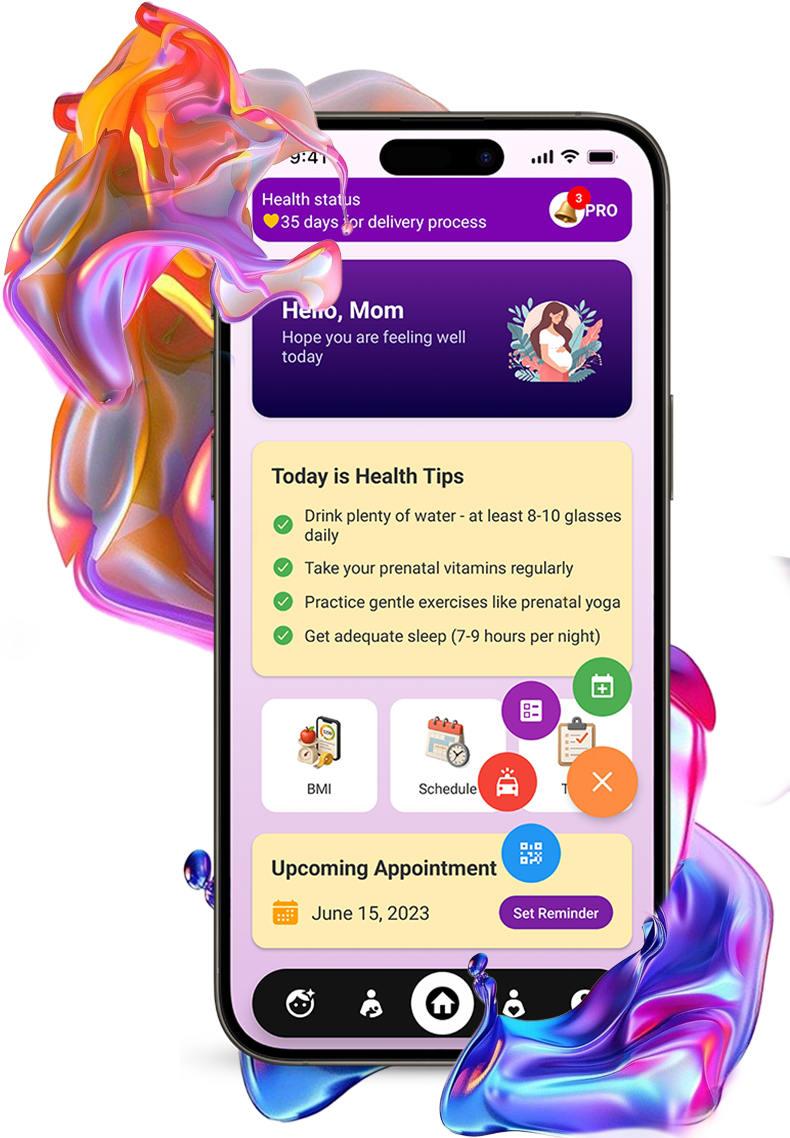 9:41
Health status
35 days for delivery process
3
PRO
Hello, Mom
Hope you are feeling well
today
Today is Health Tips
Drink plenty of water - at least 8-10 glasses
daily
Take your prenatal vitamins regularly
Practice gentle exercises like prenatal yoga
Get adequate sleep (7-9 hours per night)
BMI
Schedule
Upcoming Appointment
June 15, 2023
Set Reminder